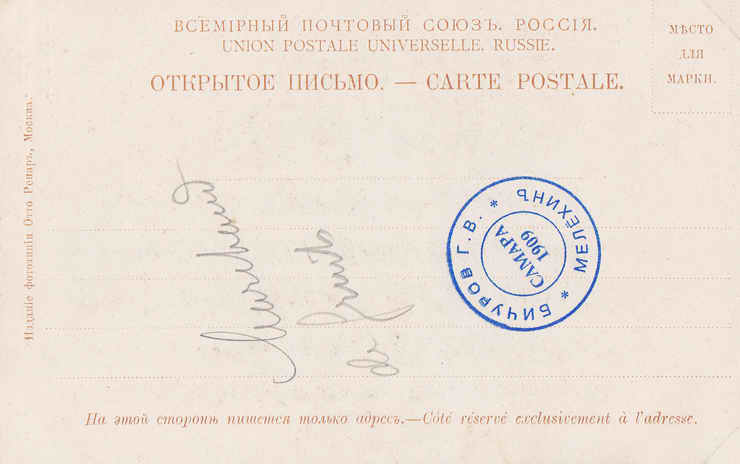 ВСЕМІРНЫЙ ПОЧТОВЫЙ СОЮЗЪ. РОССІЯ.
UNION POSTALE UNIVERSELLE. RUSSIE.
ОТКРЫТОЕ ПИСЬМО. — CARTE POSTALE.
МѢСТО
ДЛЯ
МАРКИ.
Изданіе фототипіи Отто Ренаръ, Москва.
БИЧУРОВ Г. В. * МЕЛЁХИНЪ *
САМАРА
1909
На этой сторонѣ пишется только адресъ.—Côté réservé exclusivement à l'adresse.